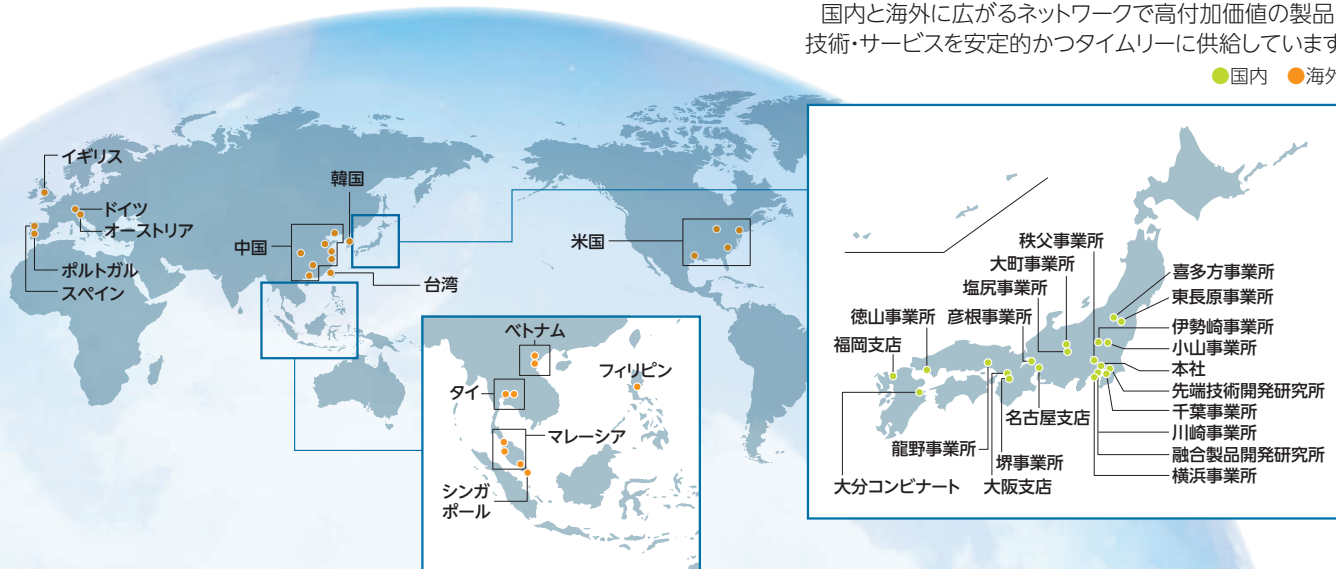 国内と海外に広がるネットワークで高付加価値の製品
技術・サービスを安定的かつタイムリーに供給しています
●国内 ●海外
イギリス
ドイツ
オーストリア
ポルトガル
スペイン
韓国
中国
台湾
米国
ベトナム
フィリピン
タイ
マレーシア
シンガ
ポール
秩父事業所
大町事業所
塩尻事業所
徳山事業所
彦根事業所
福岡支店
喜多方事業所
東長原事業所
伊勢崎事業所
小山事業所
本社
先端技術開発研究所
千葉事業所
川崎事業所
融合製品開発研究所
横浜事業所
名古屋支店
龍野事業所
堺事業所
大分コンビナート
大阪支店